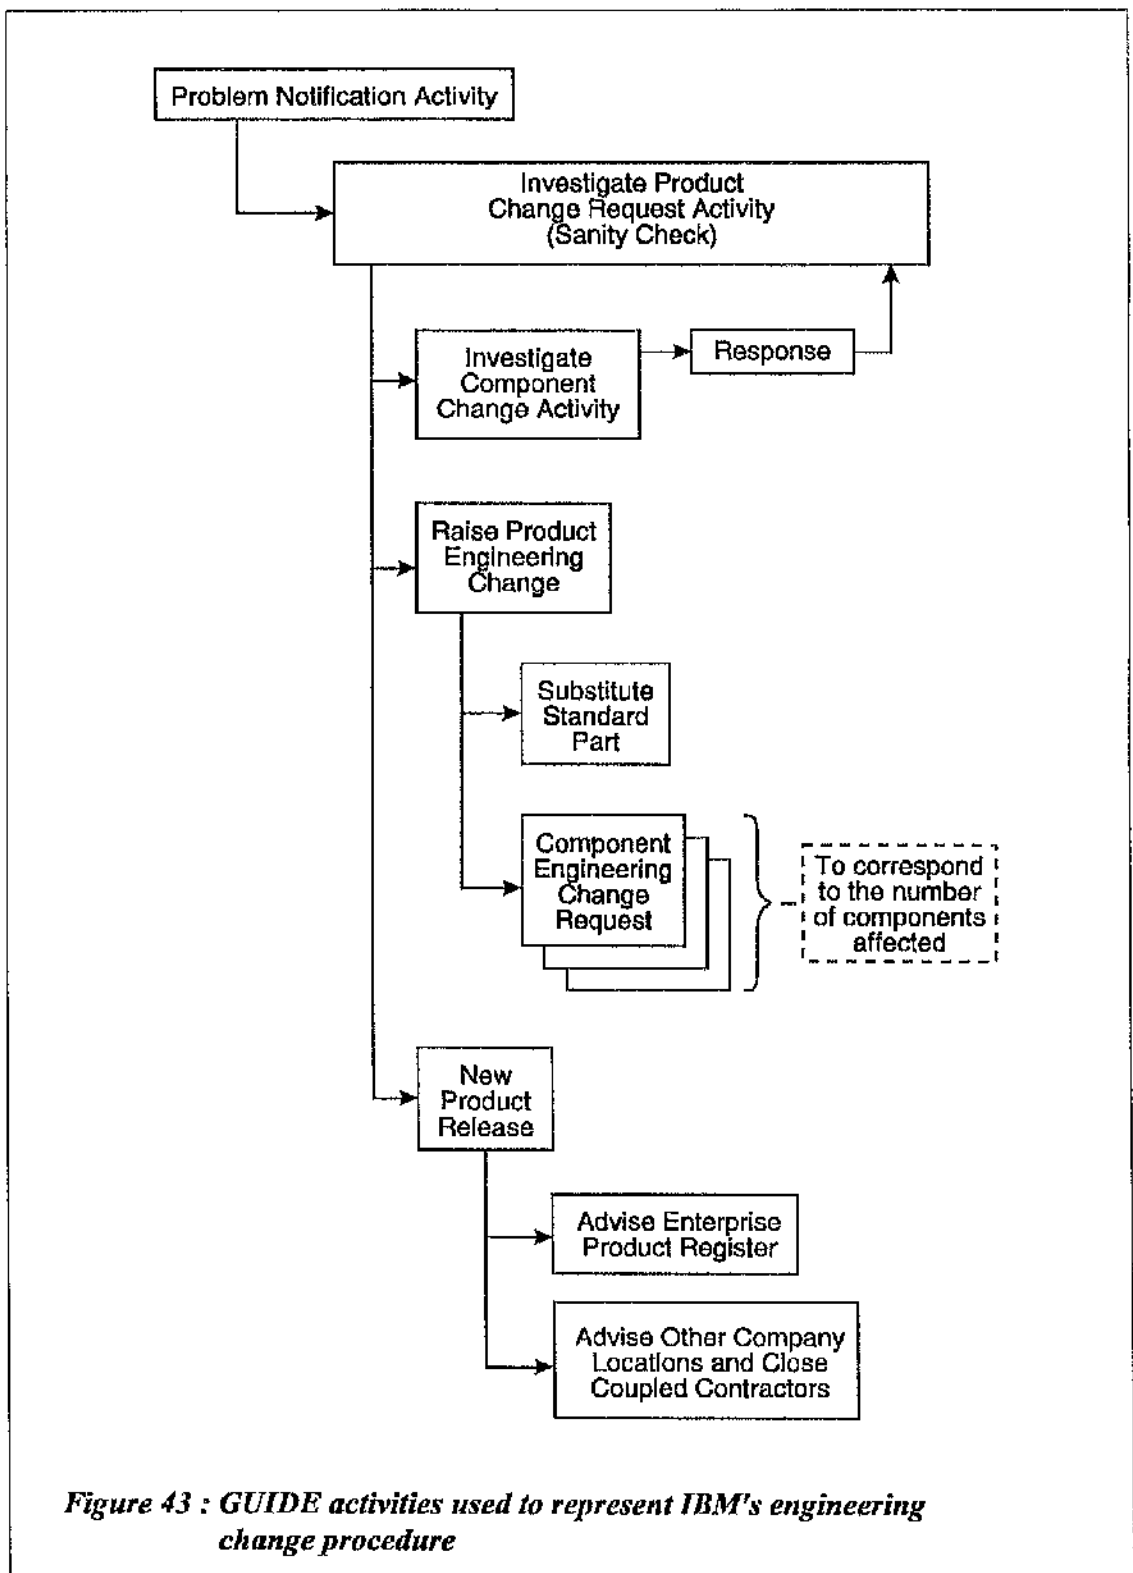 Problem Notification Activity
Investigate Product
Change Request Activity
(Sanity Check)
Investigate
Component
Change Activity
Response
Raise Product
Engineering
Change
Substitute
Standard
Part
Component
Engineering
Change
Request
To correspond
to the number
of components
affected
New
Product
Release
Advise Enterprise
Product Register
Advise Other Company
Locations and Close
Coupled Contractors
Figure 43 : GUIDE activities used to represent IBM's engineering
change procedure